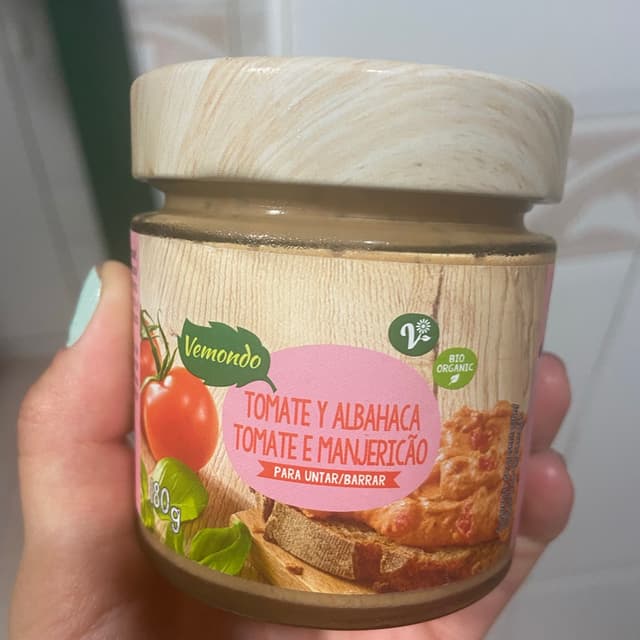 Vemondo
V
BIO
ORGANIC
TOMATE Y ALBAHACA
TOMATE E MANJERICÃO
PARA UNTAR/BARRAR
80g